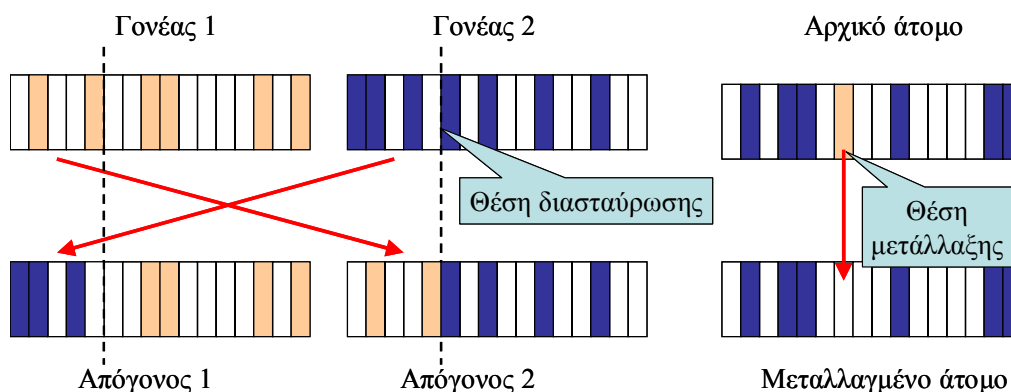 Γονέας 1
Γονέας 2
Αρχικό άτομο
Θέση διασταύρωσης
Θέση
μετάλλαξης
Απόγονος 1
Απόγονος 2
Μεταλλαγμένο άτομο